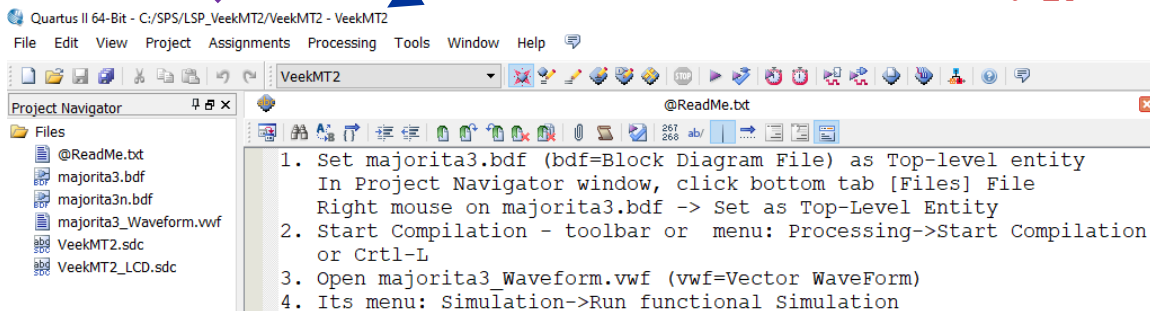 Quartus II 64-Bit - C:/SPS/LSP_VeekMT2/VeekMT2 - VeekMT2
File Edit View Project Assignments Processing Tools Window Help
VeekMT2
Project Navigator
@ReadMe.txt
Files
@ReadMe.txt
majorita3.bdf
majorita3n.bdf
majorita3_Waveform.vwf
VeekMT2.sdc
VeekMT2_LCD.sdc
267
268 ab/
1. Set majorita3.bdf (bdf=Block Diagram File) as Top-level entity
In Project Navigator window, click bottom tab [Files] File
Right mouse on majorita3.bdf -> Set as Top-Level Entity
2. Start Compilation - toolbar or menu: Processing->Start Compilation
or Crtl-L
3. Open majorita3_Waveform.vwf (vwf=Vector WaveForm)
4. Its menu: Simulation->Run functional Simulation